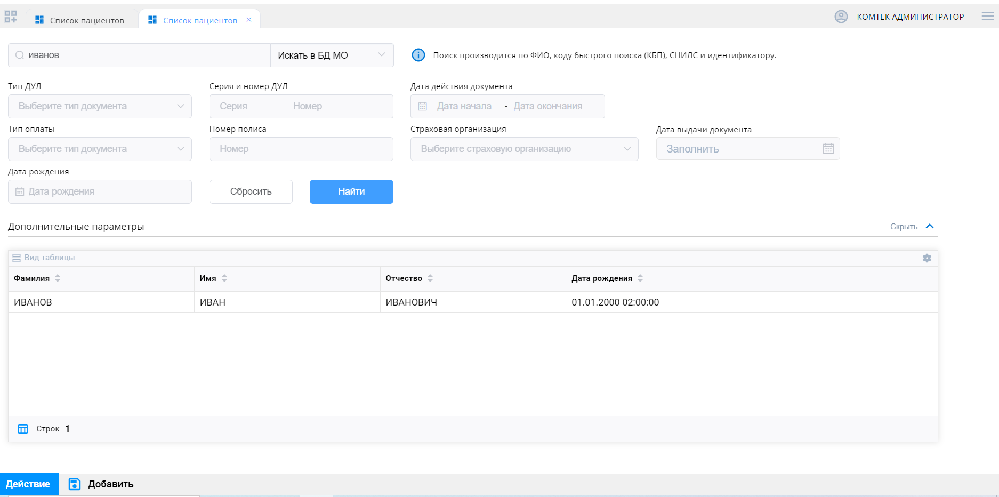 Список пациентов
Список пациентов
КОМТЕК АДМИНИСТРАТОР
иванов
Искать в БД МО
Поиск производится по ФИО, коду быстрого поиска (КБП), СНИЛС и идентификатору.
Тип ДУЛ
Серия и номер ДУЛ
Дата действия документа
Выберите тип документа
Серия
Номер
Дата начала - Дата окончания
Тип оплаты
Номер полиса
Страховая организация
Дата выдачи документа
Выберите тип документа
Номер
Выберите страховую организацию
Заполнить
Дата рождения
Дата рождения
Сбросить
Найти
Дополнительные параметры
Скрыть
Вид таблицы
Фамилия Имя Отчество Дата рождения
ИВАНОВ ИВАН ИВАНОВИЧ 01.01.2000 02:00:00
Строк 1
Действие
Добавить